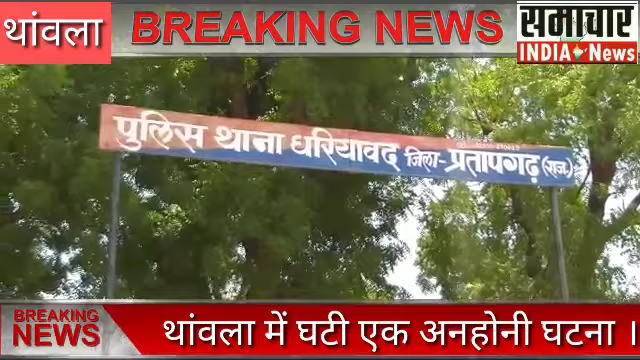 थांवला
BREAKING NEWS
समाचार
INDIA News
पुलिस थाना धरियावद जिला-प्रतापगढ़ (राज.)
BREAKING
NEWS
थांवला में घटी एक अनहोनी घटना ।